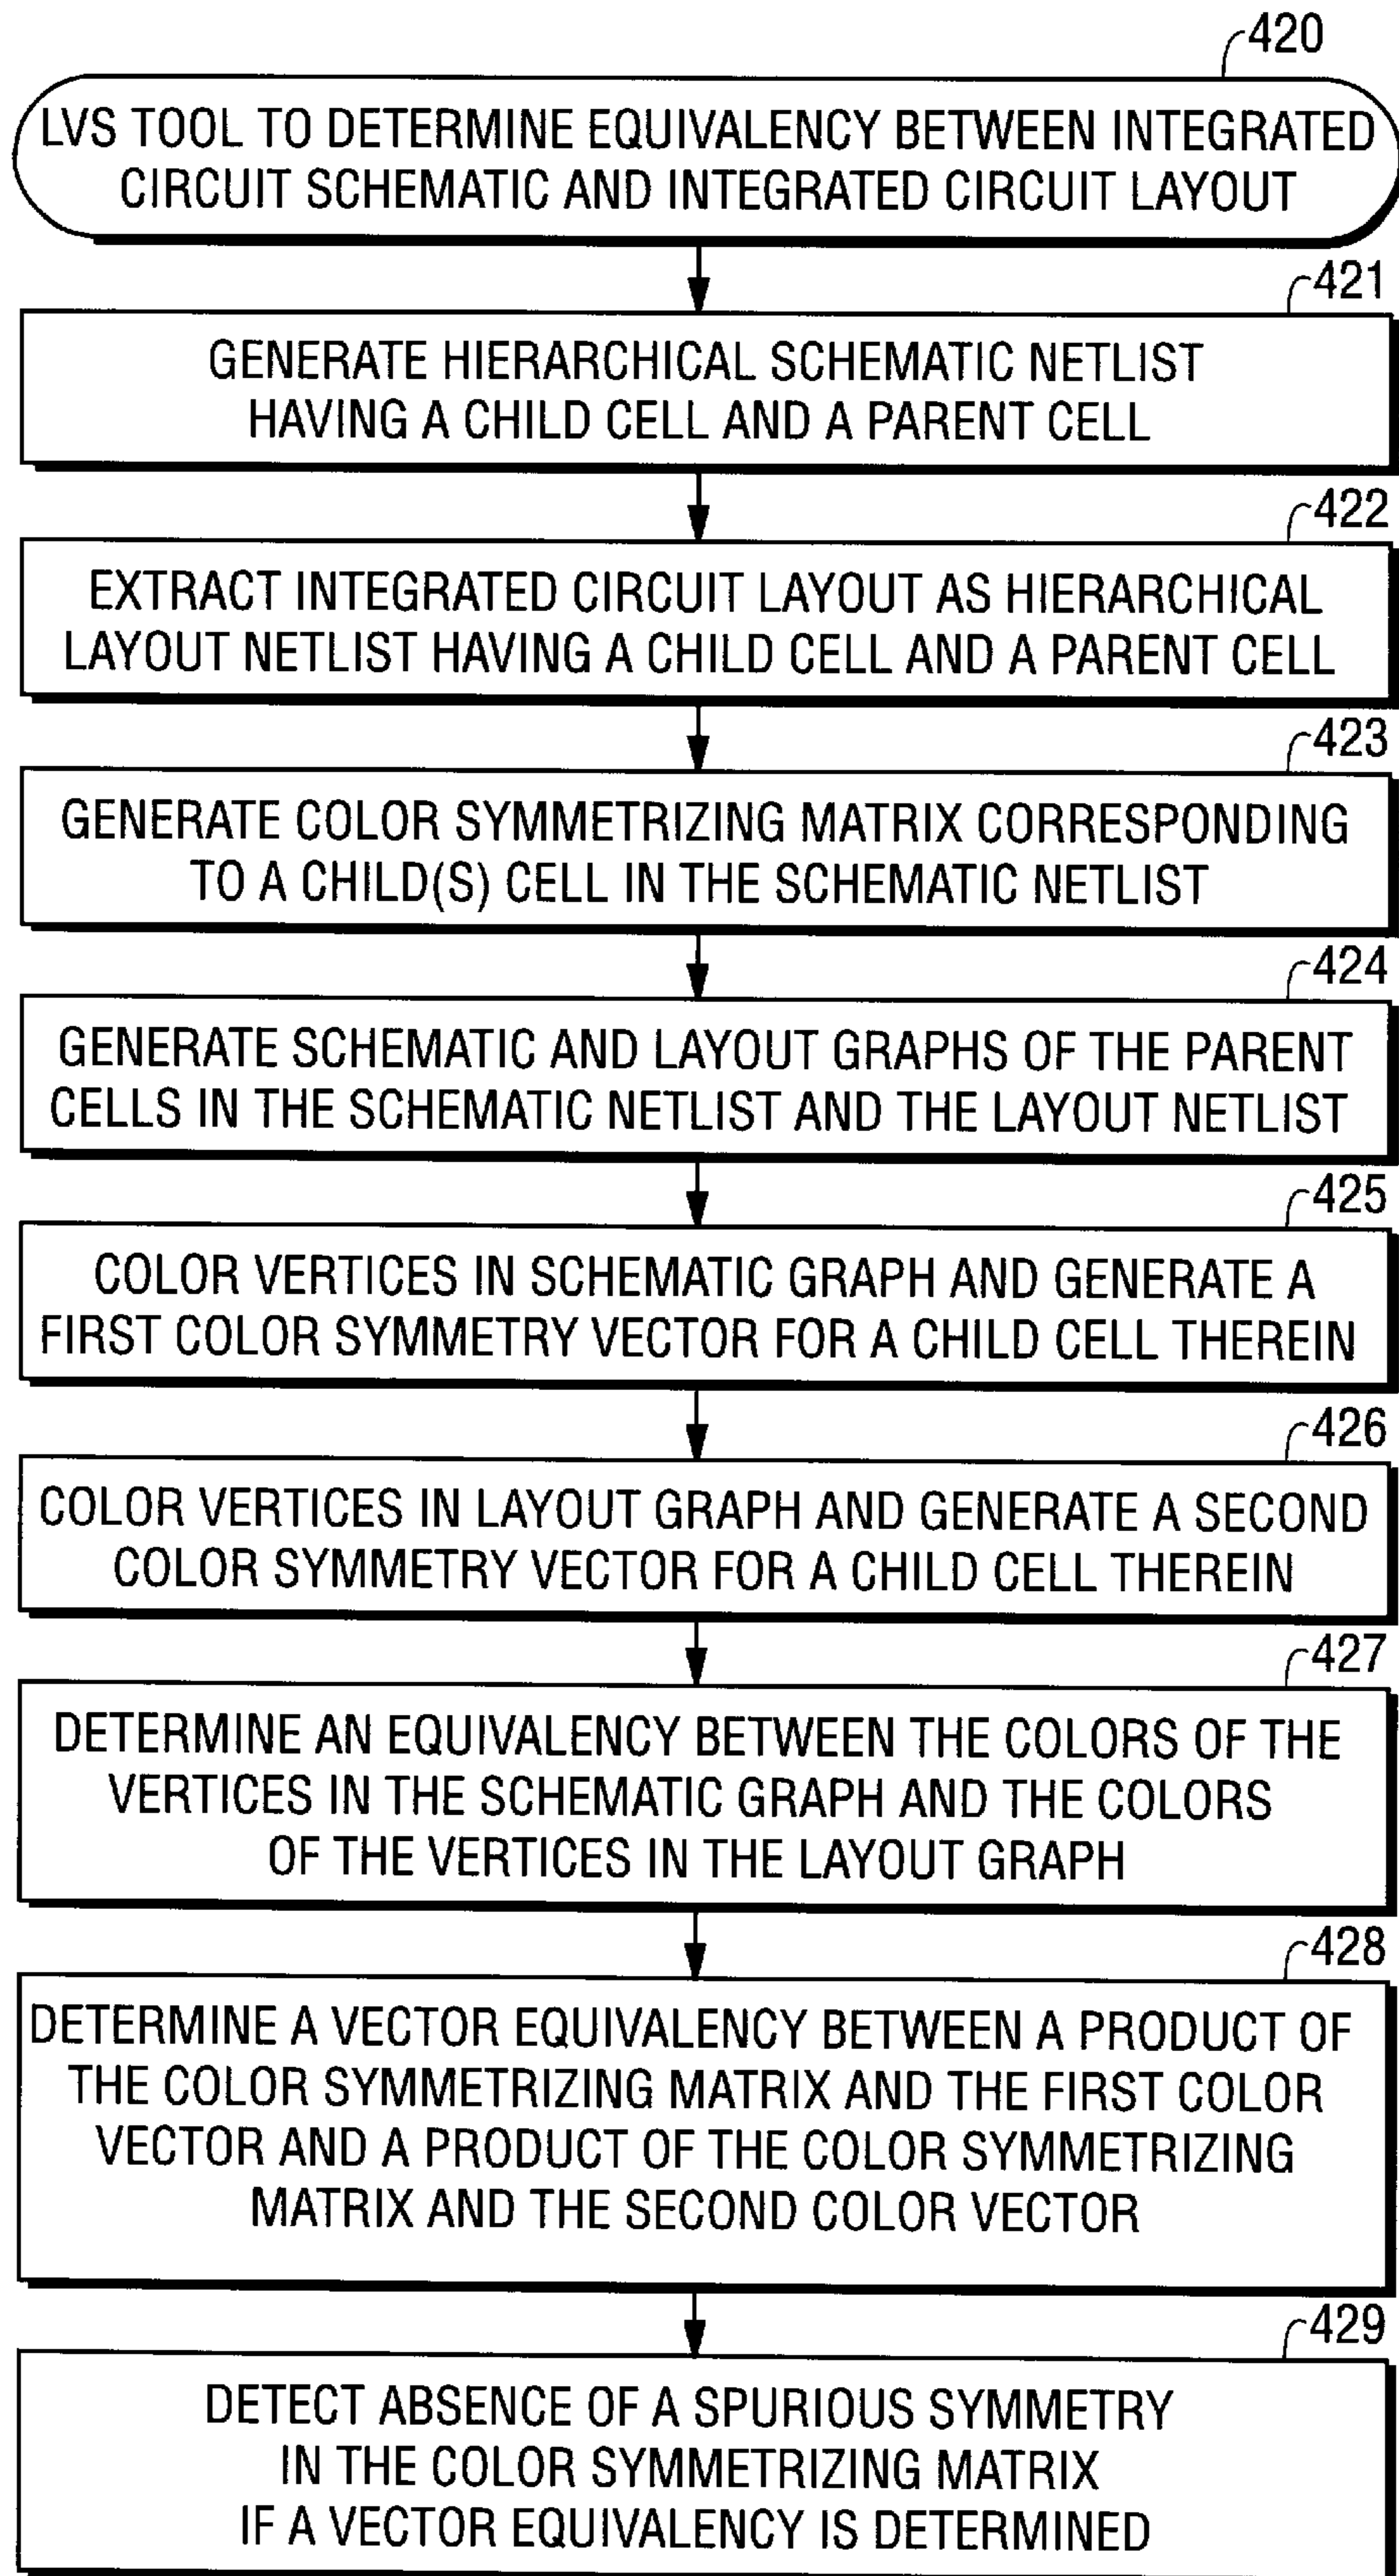 420
LVS TOOL TO DETERMINE EQUIVALENCY BETWEEN INTEGRATED
CIRCUIT SCHEMATIC AND INTEGRATED CIRCUIT LAYOUT
421
GENERATE HIERARCHICAL SCHEMATIC NETLIST
HAVING A CHILD CELL AND A PARENT CELL
422
EXTRACT INTEGRATED CIRCUIT LAYOUT AS HIERARCHICAL
LAYOUT NETLIST HAVING A CHILD CELL AND A PARENT CELL
423
GENERATE COLOR SYMMETRIZING MATRIX CORRESPONDING
TO A CHILD(S) CELL IN THE SCHEMATIC NETLIST
424
GENERATE SCHEMATIC AND LAYOUT GRAPHS OF THE PARENT
CELLS IN THE SCHEMATIC NETLIST AND THE LAYOUT NETLIST
425
COLOR VERTICES IN SCHEMATIC GRAPH AND GENERATE A
FIRST COLOR SYMMETRY VECTOR FOR A CHILD CELL THEREIN
426
COLOR VERTICES IN LAYOUT GRAPH AND GENERATE A SECOND
COLOR SYMMETRY VECTOR FOR A CHILD CELL THEREIN
427
DETERMINE AN EQUIVALENCY BETWEEN THE COLORS OF THE
VERTICES IN THE SCHEMATIC GRAPH AND THE COLORS
OF THE VERTICES IN THE LAYOUT GRAPH
428
DETERMINE A VECTOR EQUIVALENCY BETWEEN A PRODUCT OF
THE COLOR SYMMETRIZING MATRIX AND THE FIRST COLOR
VECTOR AND A PRODUCT OF THE COLOR SYMMETRIZING
MATRIX AND THE SECOND COLOR VECTOR
429
DETECT ABSENCE OF A SPURIOUS SYMMETRY
IN THE COLOR SYMMETRIZING MATRIX
IF A VECTOR EQUIVALENCY IS DETERMINED